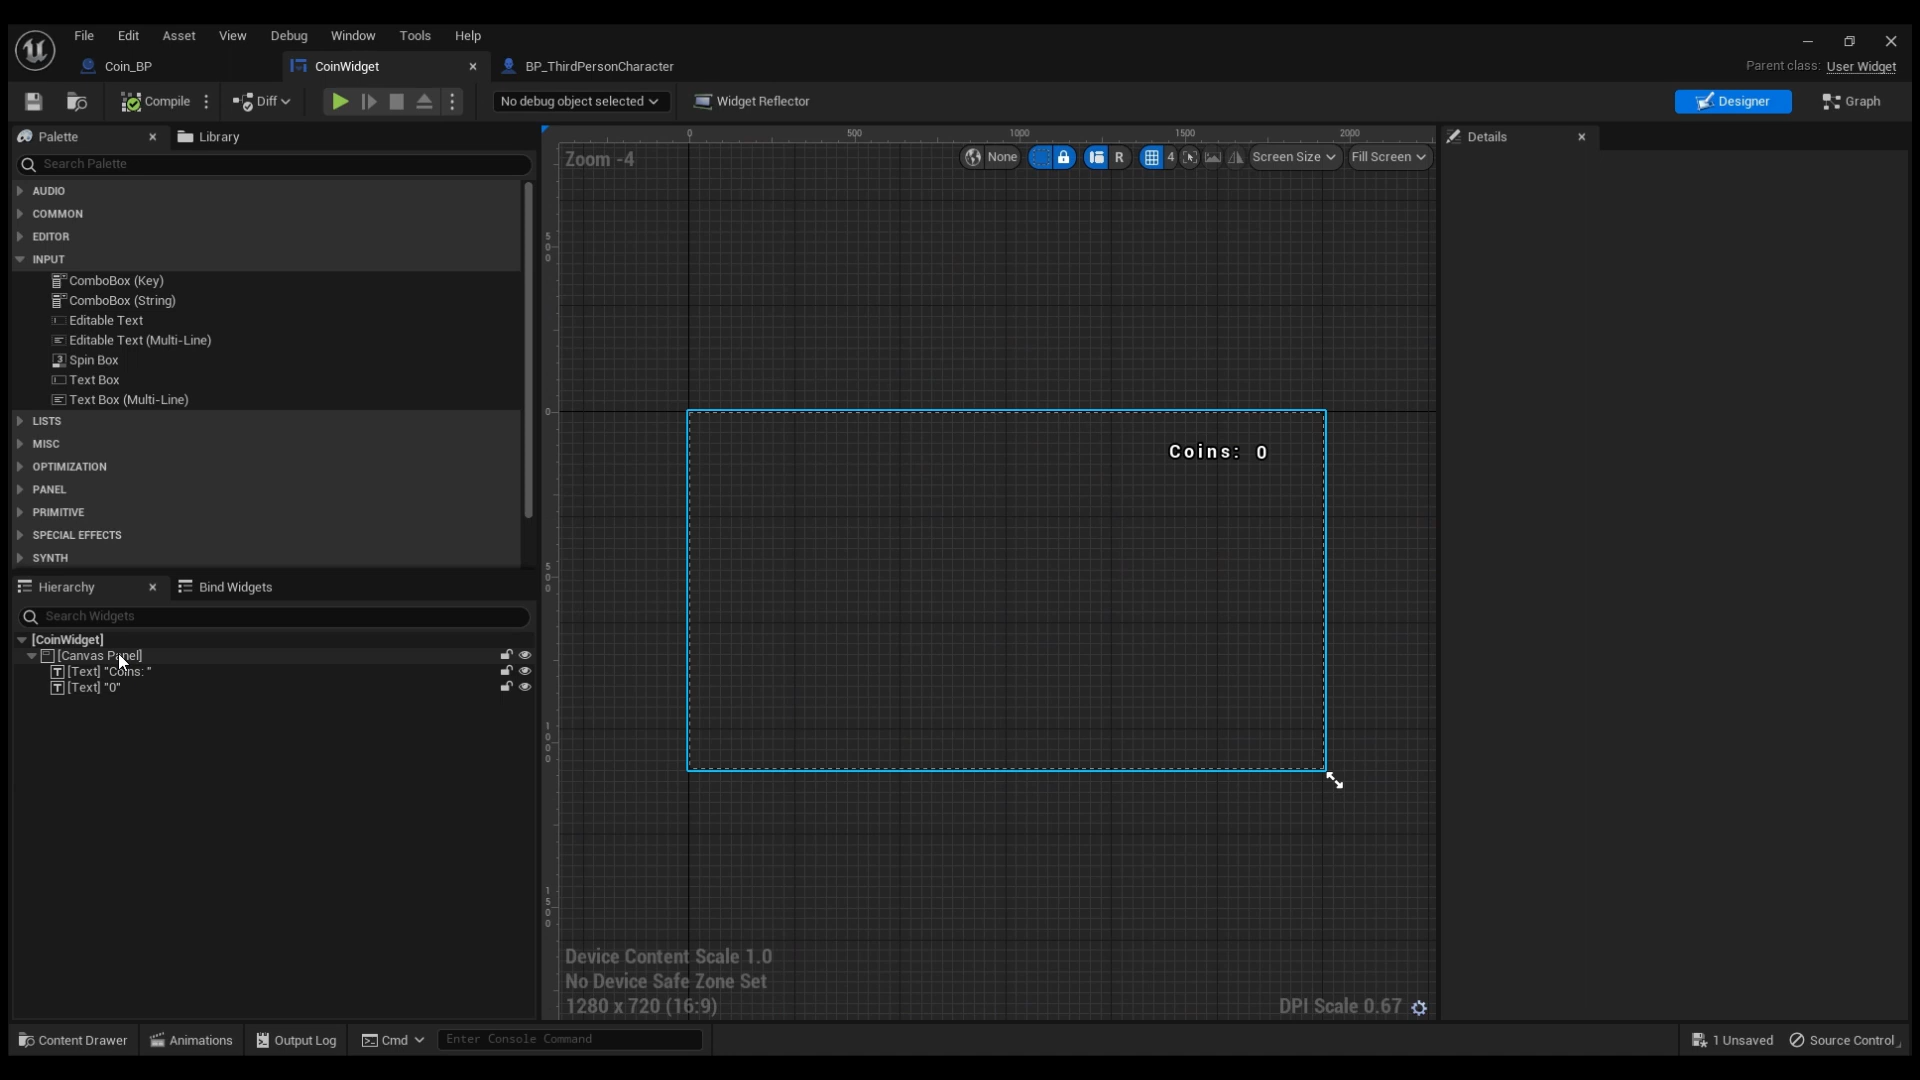 File Edit Asset View Debug Window Tools Help
Coin_BP CoinWidget BP_ThirdPersonCharacter Parent class: User Widget
Compile Diff No debug object selected Widget Reflector Designer Graph
Palette Library Details
Search Palette
Zoom -4
0 500 1000 1500 2000
None R 4 Screen Size Fill Screen
AUDIO
COMMON
EDITOR
INPUT
ComboBox (Key)
ComboBox (String)
Editable Text
Editable Text (Multi-Line)
Spin Box
Text Box
Text Box (Multi-Line)
LISTS
MISC
OPTIMIZATION
PANEL
PRIMITIVE
SPECIAL EFFECTS
SYNTH
500
0
500
1000
1500
Coins: 0
Hierarchy Bind Widgets
Search Widgets
[CoinWidget]
[Canvas Panel]
[Text] "Coins: "
[Text] "0"
Device Content Scale 1.0
No Device Safe Zone Set
1280 x 720 (16:9)
DPI Scale 0.67
Content Drawer Animations Output Log Cmd Enter Console Command 1 Unsaved Source Control